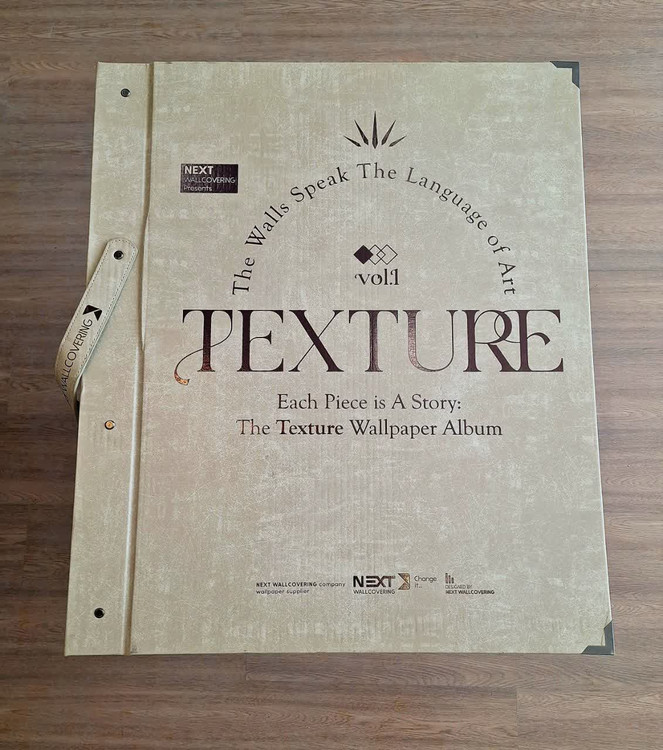 NEXT
WALLCOVERING
Presents
The Walls Speak The Language of Art
vol.1
TEXTURE
Each Piece is A Story:
The Texture Wallpaper Album
WALLCOVERING
NEXT WALLCOVERING company
wallpaper supplier
NEXT
WALLCOVERING
Change
it...
DESIGNED BY
NEXT WALLCOVERING